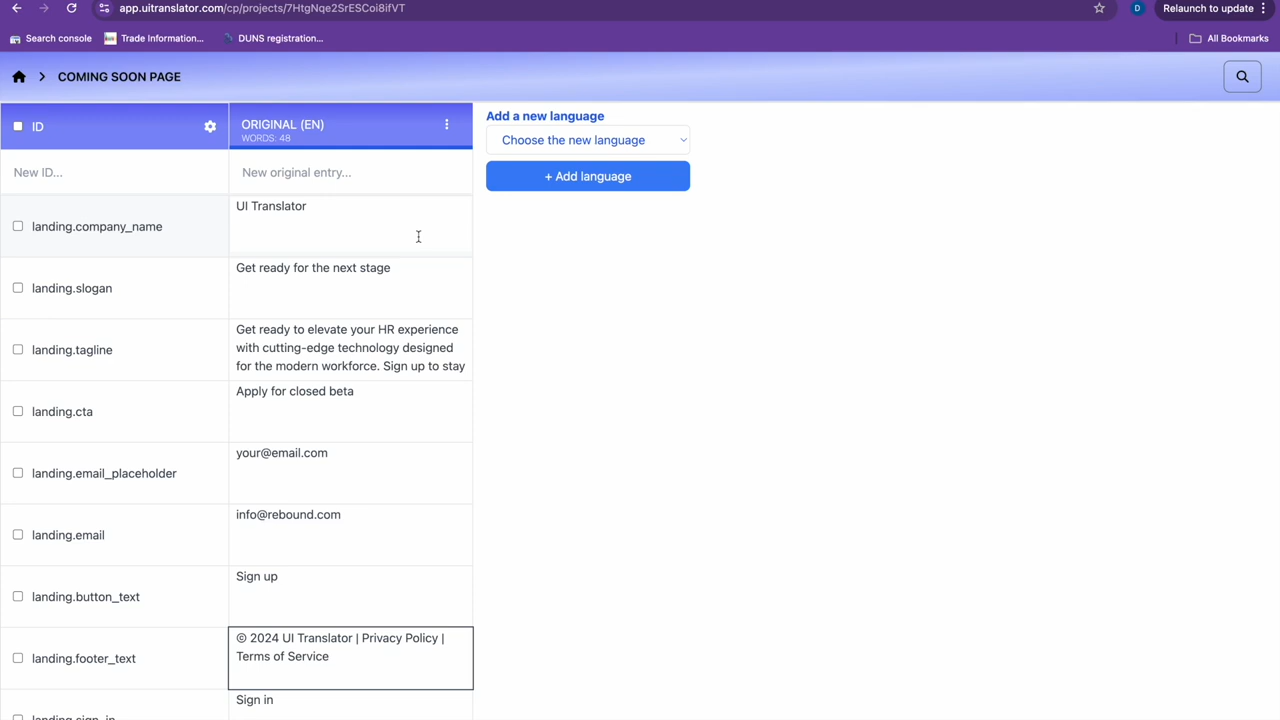 app.uitranslator.com/cp/projects/7HtgNqe2SrESCoi8ifVT
D
Relaunch to update
Search console
Trade Information...
DUNS registration...
All Bookmarks
COMING SOON PAGE
ID
ORIGINAL (EN)
WORDS: 48
Add a new language
Choose the new language
+ Add language
New ID...
New original entry...
landing.company_name
UI Translator
landing.slogan
Get ready for the next stage
landing.tagline
Get ready to elevate your HR experience
with cutting-edge technology designed
for the modern workforce. Sign up to stay
landing.cta
Apply for closed beta
landing.email_placeholder
your@email.com
landing.email
info@rebound.com
landing.button_text
Sign up
landing.footer_text
© 2024 UI Translator | Privacy Policy |
Terms of Service
landing.sign_in
Sign in